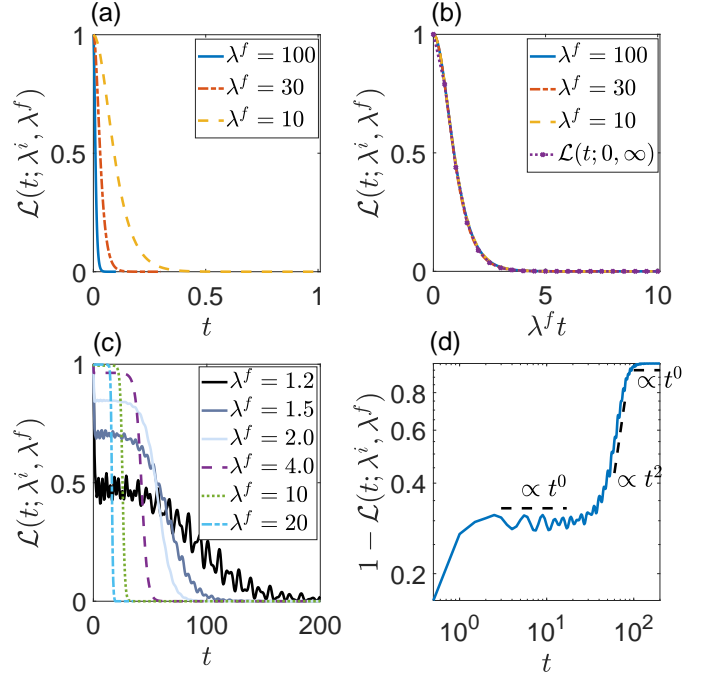 (a)
1
0.5
0
ℒ(t; λ^i, λ^f)
λ^f = 100
λ^f = 30
λ^f = 10
0 0.5 1
t
(b)
1
0.5
0
ℒ(t; λ^i, λ^f)
λ^f = 100
λ^f = 30
λ^f = 10
ℒ(t; 0, ∞)
0 5 10
λ^f t
(c)
1
0.5
0
ℒ(t; λ^i, λ^f)
λ^f = 1.2
λ^f = 1.5
λ^f = 2.0
λ^f = 4.0
λ^f = 10
λ^f = 20
0 100 200
t
(d)
0.8
0.6
0.4
0.2
1 − ℒ(t; λ^i, λ^f)
∝ t^0
∝ t^0
∝ t^2
10^0 10^1 10^2
t